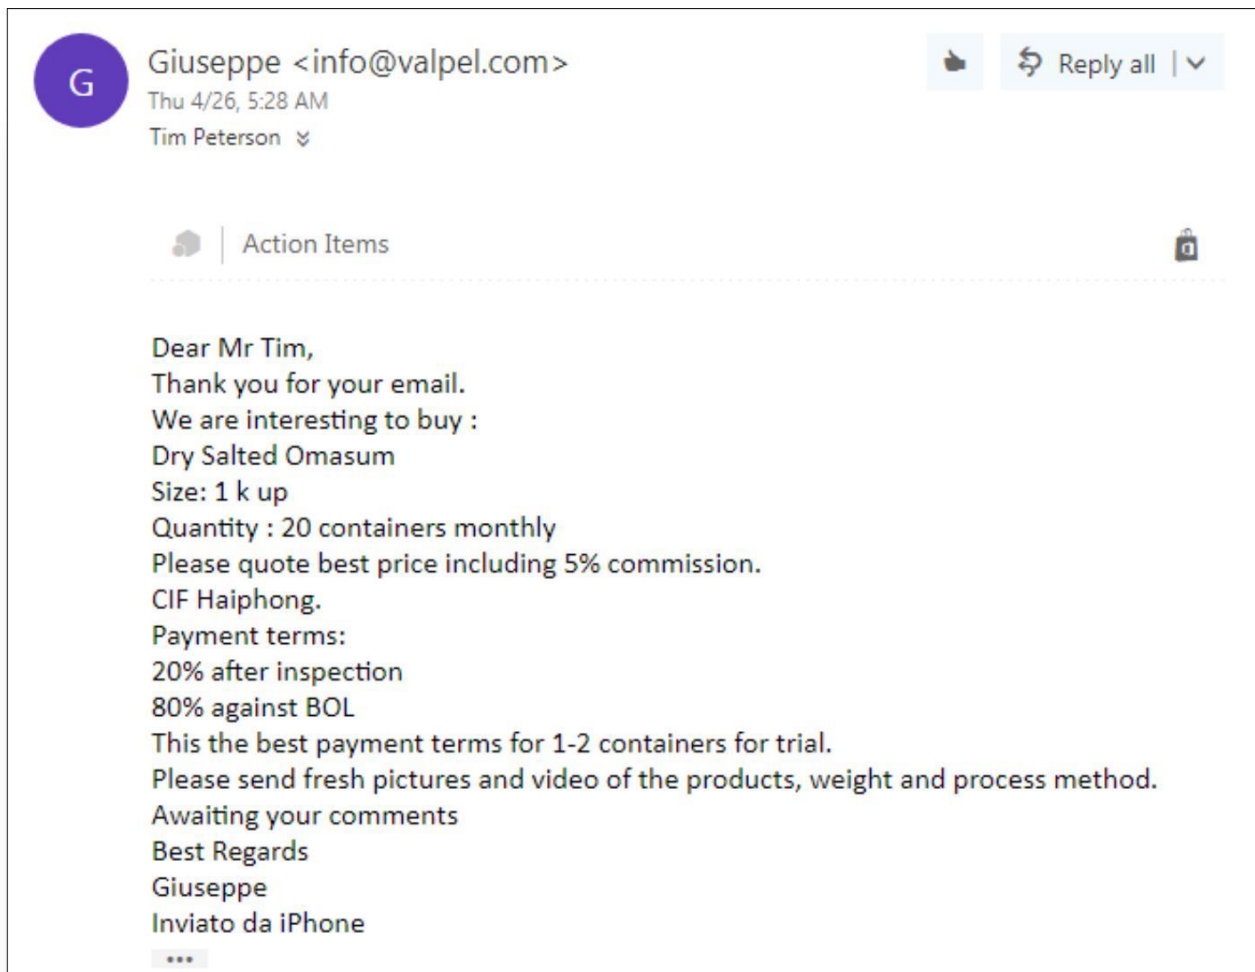 G
Giuseppe <info@valpel.com>
Reply all
Thu 4/26, 5:28 AM
Tim Peterson
Action Items
Dear Mr Tim,
Thank you for your email.
We are interesting to buy :
Dry Salted Omasum
Size: 1 k up
Quantity : 20 containers monthly
Please quote best price including 5% commission.
CIF Haiphong.
Payment terms:
20% after inspection
80% against BOL
This the best payment terms for 1-2 containers for trial.
Please send fresh pictures and video of the products, weight and process method.
Awaiting your comments
Best Regards
Giuseppe
Inviato da iPhone
•••